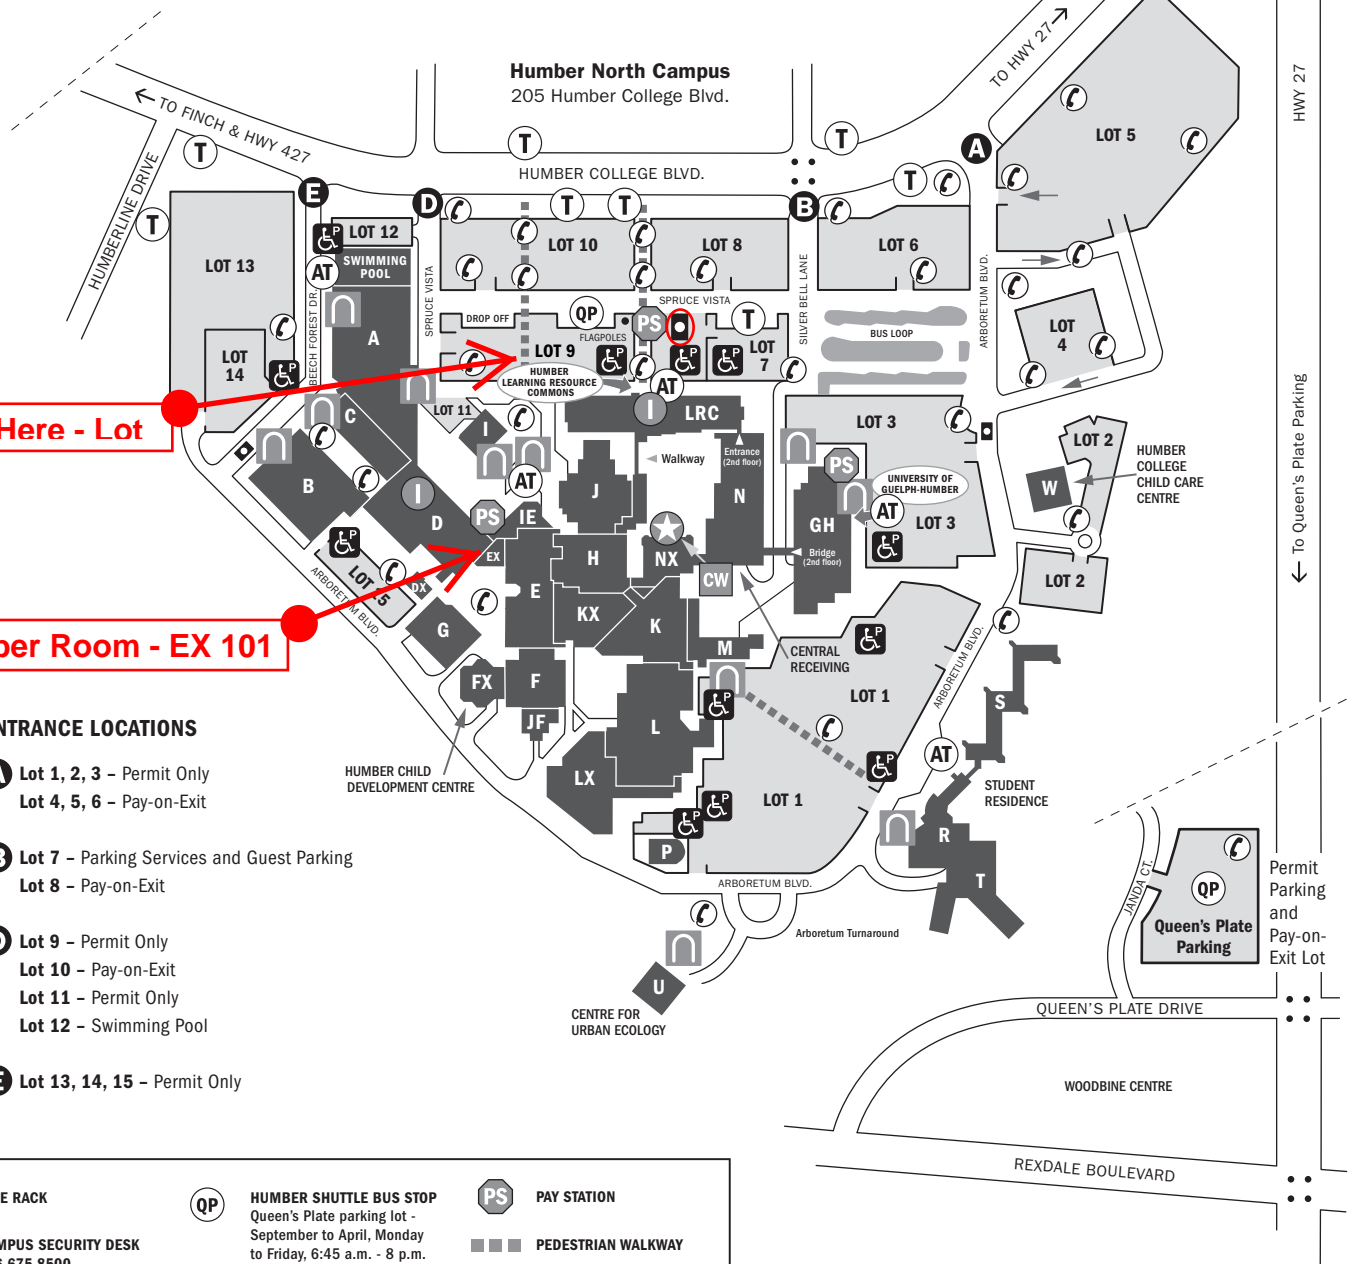 Humber North Campus
205 Humber College Blvd.
TO HWY 27
HWY 27
TO FINCH & HWY 427
HUMBERLINE DRIVE
T
T
T
T
T
A
LOT 5
HUMBER COLLEGE BLVD.
E
D
T
T
B
LOT 13
LOT 12
P
SWIMMING
POOL
AT
LOT 10
LOT 8
LOT 6
SPRUCE VISTA
SPRUCE VISTA
SILVER BELL LANE
ARBORETUM BLVD.
BEECH FOREST DR.
DROP OFF
QP
FLAGPOLES
PS
T
BUS LOOP
LOT
4
A
LOT 9
P
P
P
LOT
7
LOT
14
P
HUMBER
LEARNING RESOURCE
COMMONS
AT
To Queen's Plate Parking
Here - Lot
C
LOT 11
I
I
LRC
LOT 3
LOT 2
Walkway
Entrance
(2nd floor)
PS
UNIVERSITY OF
GUELPH-HUMBER
HUMBER
COLLEGE
CHILD CARE
CENTRE
W
B
I
D
AT
PS
IE
J
N
GH
AT
LOT 3
P
P
EX
H
NX
CW
Bridge
(2nd floor)
LOT 15
DX
E
KX
K
LOT 2
ARBORETUM BLVD.
G
M
P
CENTRAL
RECEIVING
ARBORETUM BLVD.
ber Room - EX 101
FX
F
JF
L
P
LOT 1
S
LX
AT
P
HUMBER CHILD
DEVELOPMENT CENTRE
LOT 1
P
P
P
STUDENT
RESIDENCE
R
T
ARBORETUM BLVD.
Arboretum Turnaround
U
CENTRE FOR
URBAN ECOLOGY
JANDA CT.
QP
Queen's Plate
Parking
Permit
Parking
and
Pay-on-
Exit Lot
QUEEN'S PLATE DRIVE
WOODBINE CENTRE
REXDALE BOULEVARD
NTRANCE LOCATIONS
A Lot 1, 2, 3 – Permit Only
Lot 4, 5, 6 – Pay-on-Exit
B Lot 7 – Parking Services and Guest Parking
Lot 8 – Pay-on-Exit
D Lot 9 – Permit Only
Lot 10 – Pay-on-Exit
Lot 11 – Permit Only
Lot 12 – Swimming Pool
E Lot 13, 14, 15 – Permit Only
E RACK
MPUS SECURITY DESK
QP
HUMBER SHUTTLE BUS STOP
Queen's Plate parking lot -
September to April, Monday
to Friday, 6:45 a.m. - 8 p.m.
PS PAY STATION
PEDESTRIAN WALKWAY